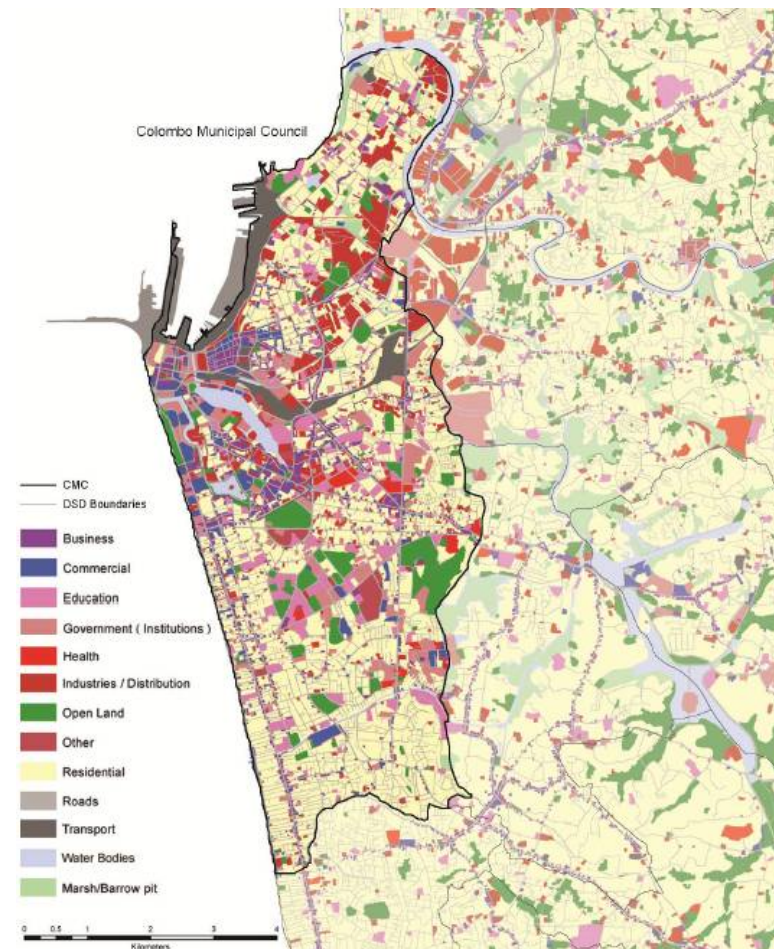 Colombo Municipal Council
CMC
DSD Boundaries
Business
Commercial
Education
Government ( Institutions )
Health
Industries / Distribution
Open Land
Other
Residential
Roads
Transport
Water Bodies
Marsh/Barrow pit
0 0.5 1 2 3 4
Kilometers